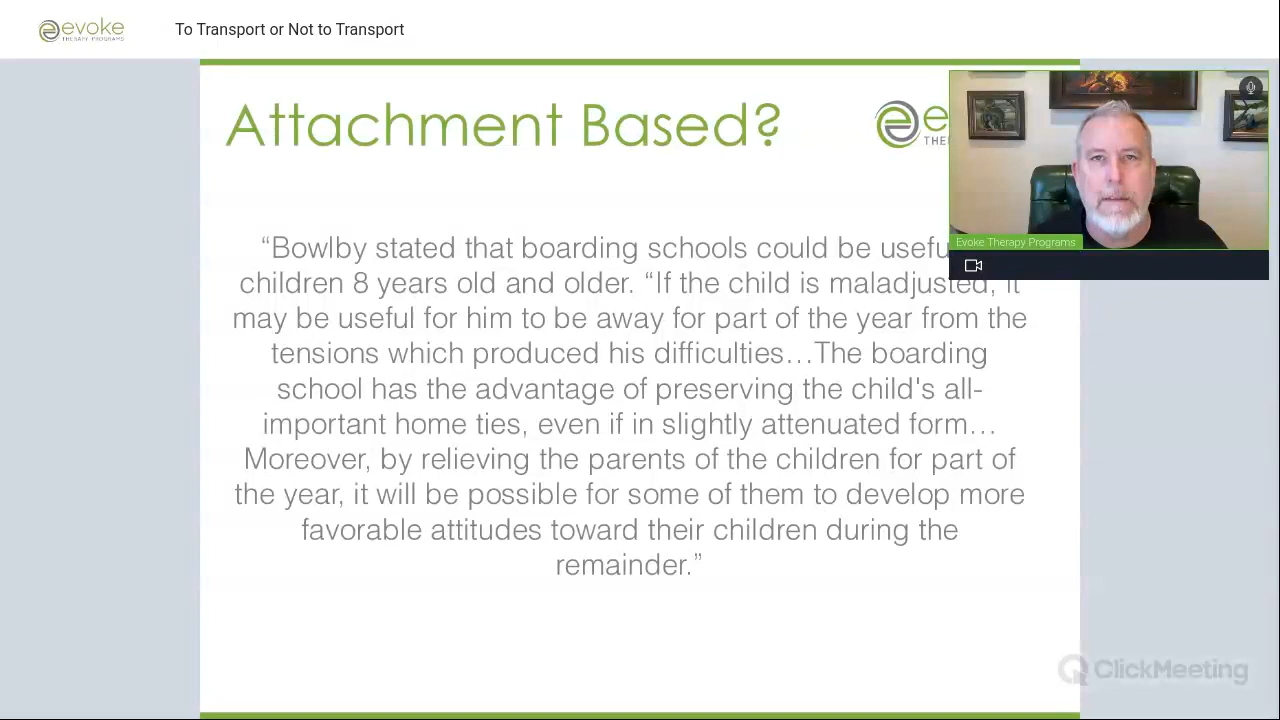 evoke
THERAPY PROGRAMS
To Transport or Not to Transport
Attachment Based?
e
THE
Evoke Therapy Programs
“Bowlby stated that boarding schools could be usefu
children 8 years old and older. “If the child is maladjusted, it
may be useful for him to be away for part of the year from the
tensions which produced his difficulties…The boarding
school has the advantage of preserving the child's all-
important home ties, even if in slightly attenuated form…
Moreover, by relieving the parents of the children for part of
the year, it will be possible for some of them to develop more
favorable attitudes toward their children during the
remainder.”
ClickMeeting